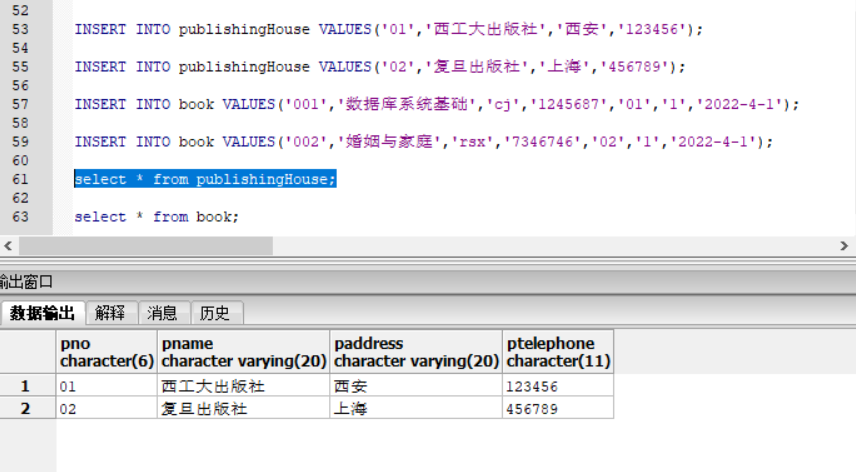 52
53 INSERT INTO publishingHouse VALUES('01','西工大出版社','西安','123456');
54
55 INSERT INTO publishingHouse VALUES('02','复旦出版社','上海','456789');
56
57 INSERT INTO book VALUES('001','数据库系统基础','cj','1245687','01','1','2022-4-1');
58
59 INSERT INTO book VALUES('002','婚姻与家庭','rsx','7346746','02','1','2022-4-1');
60
61 select * from publishingHouse;
62
63 select * from book;
输出窗口
数据输出 解释 消息 历史
pno pname paddress ptelephone
character(6) character varying(20) character varying(20) character(11)
1 01 西工大出版社 西安 123456
2 02 复旦出版社 上海 456789